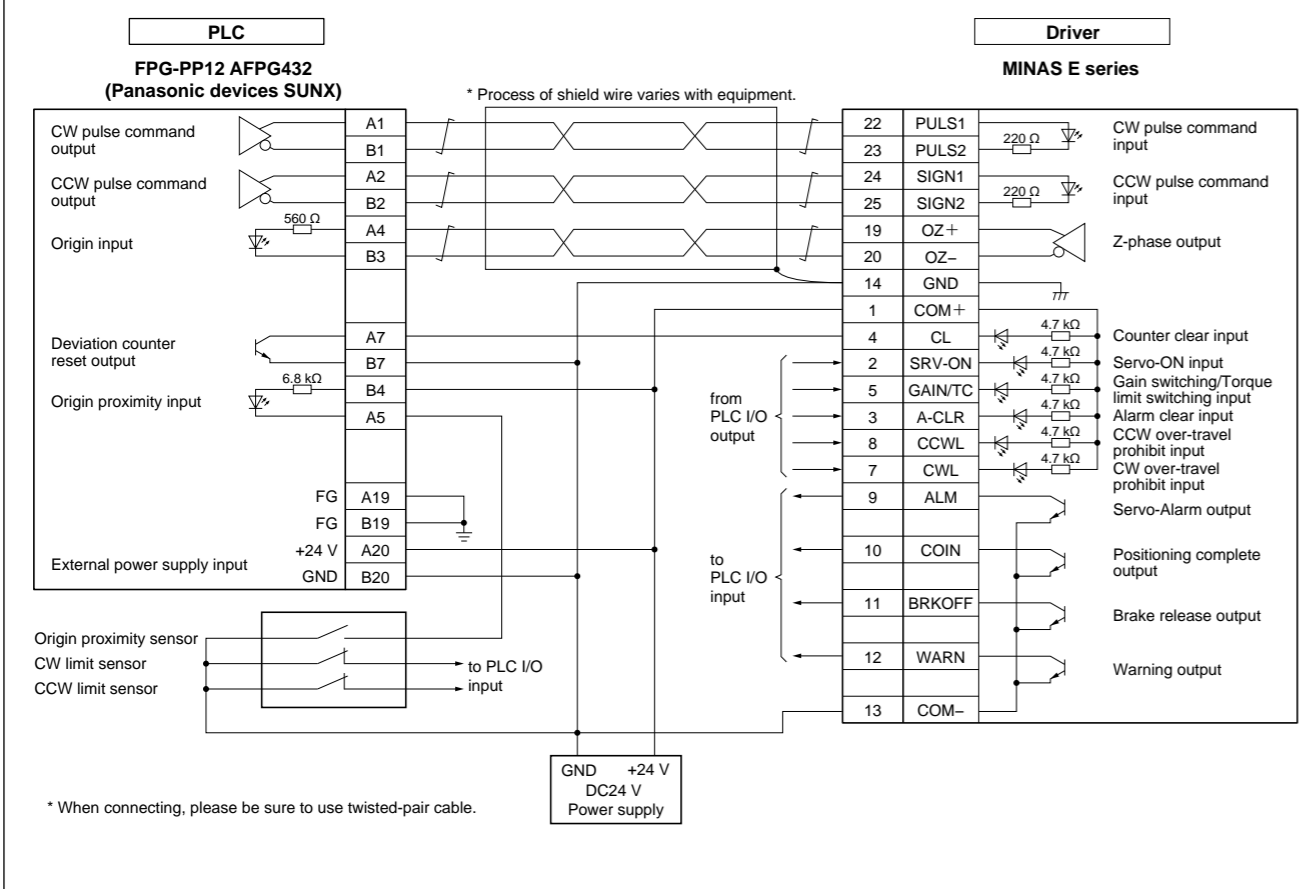 PLC
Driver
FPG-PP12 AFPG432
(Panasonic devices SUNX)
MINAS E series
* Process of shield wire varies with equipment.
CW pulse command
output
A1
B1
22 PULS1
23 PULS2
220 Ω
CW pulse command
input
CCW pulse command
output
A2
B2
24 SIGN1
25 SIGN2
220 Ω
CCW pulse command
input
Origin input
560 Ω
A4
B3
19 OZ+
20 OZ–
Z-phase output
14 GND
1 COM+
Deviation counter
reset output
A7
B7
4 CL
4.7 kΩ
Counter clear input
2 SRV-ON
4.7 kΩ
Servo-ON input
Origin proximity input
6.8 kΩ
B4
A5
from
PLC I/O
output
5 GAIN/TC
4.7 kΩ
Gain switching/Torque
limit switching input
3 A-CLR
4.7 kΩ
Alarm clear input
8 CCWL
4.7 kΩ
CCW over-travel
prohibit input
7 CWL
4.7 kΩ
CW over-travel
prohibit input
FG A19
FG B19
External power supply input
+24 V A20
GND B20
to
PLC I/O
input
9 ALM
Servo-Alarm output
10 COIN
Positioning complete
output
11 BRKOFF
Brake release output
12 WARN
Warning output
13 COM–
Origin proximity sensor
CW limit sensor
CCW limit sensor
to PLC I/O
input
GND +24 V
DC24 V
Power supply
* When connecting, please be sure to use twisted-pair cable.